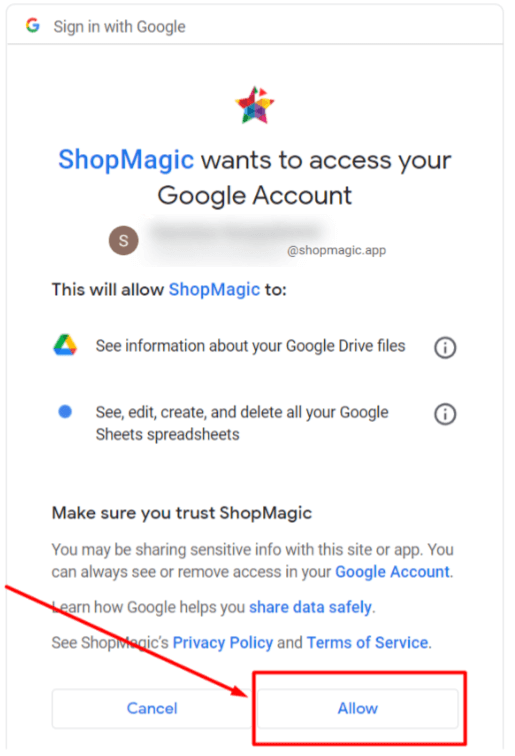 Sign in with Google
ShopMagic wants to access your
Google Account
S
@shopmagic.app
This will allow ShopMagic to:
See information about your Google Drive files
See, edit, create, and delete all your Google
Sheets spreadsheets
Make sure you trust ShopMagic
You may be sharing sensitive info with this site or app. You
can always see or remove access in your Google Account.
Learn how Google helps you share data safely.
See ShopMagic's Privacy Policy and Terms of Service.
Cancel
Allow